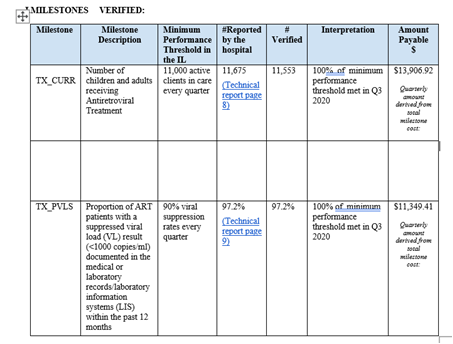 MILESTONES VERIFIED:
Milestone
Milestone Description
Minimum Performance Threshold in the IL
#Reported by the hospital
# Verified
Interpretation
Amount Payable $
TX_CURR
Number of
children and adults
receiving
Antiretroviral
Treatment
11,000 active
clients in care
every quarter
11,675
(Technical
report page
8)
11,553
100% of minimum
performance
threshold met in Q3
2020
$13,906.92
Quarterly
amount
derived from
total
milestone
cost:
TX_PVLS
Proportion of ART
patients with a
suppressed viral
load (VL) result
(<1000 copies/ml)
documented in the
medical or
laboratory
records/laboratory
information
systems (LIS)
within the past 12
months
90% viral
suppression
rates every
quarter
97.2%
(Technical
report page
9)
97.2%
100% of minimum
performance
threshold met in Q3
2020
$11,349.41
Quarterly
amount
derived from
total
milestone
cost: